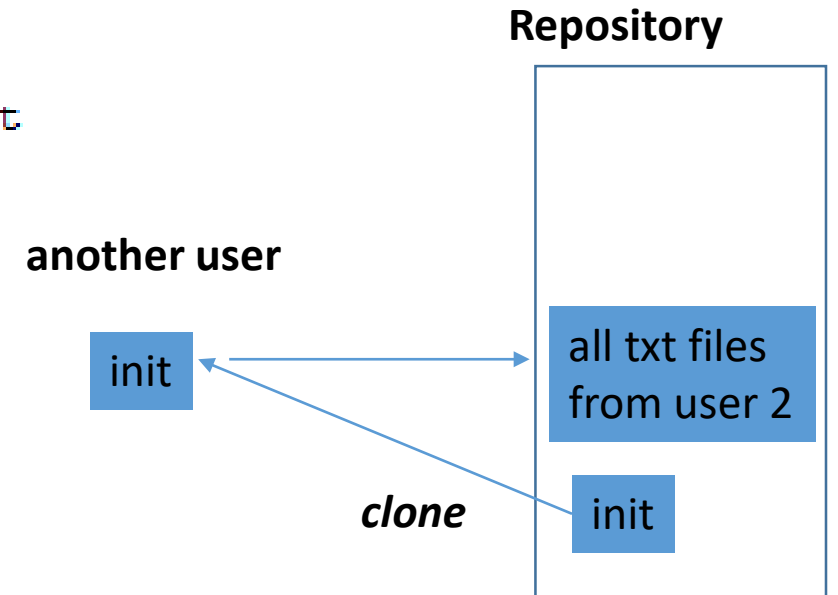 Repository
t.
another user
all txt files
from user 2
init
clone
init